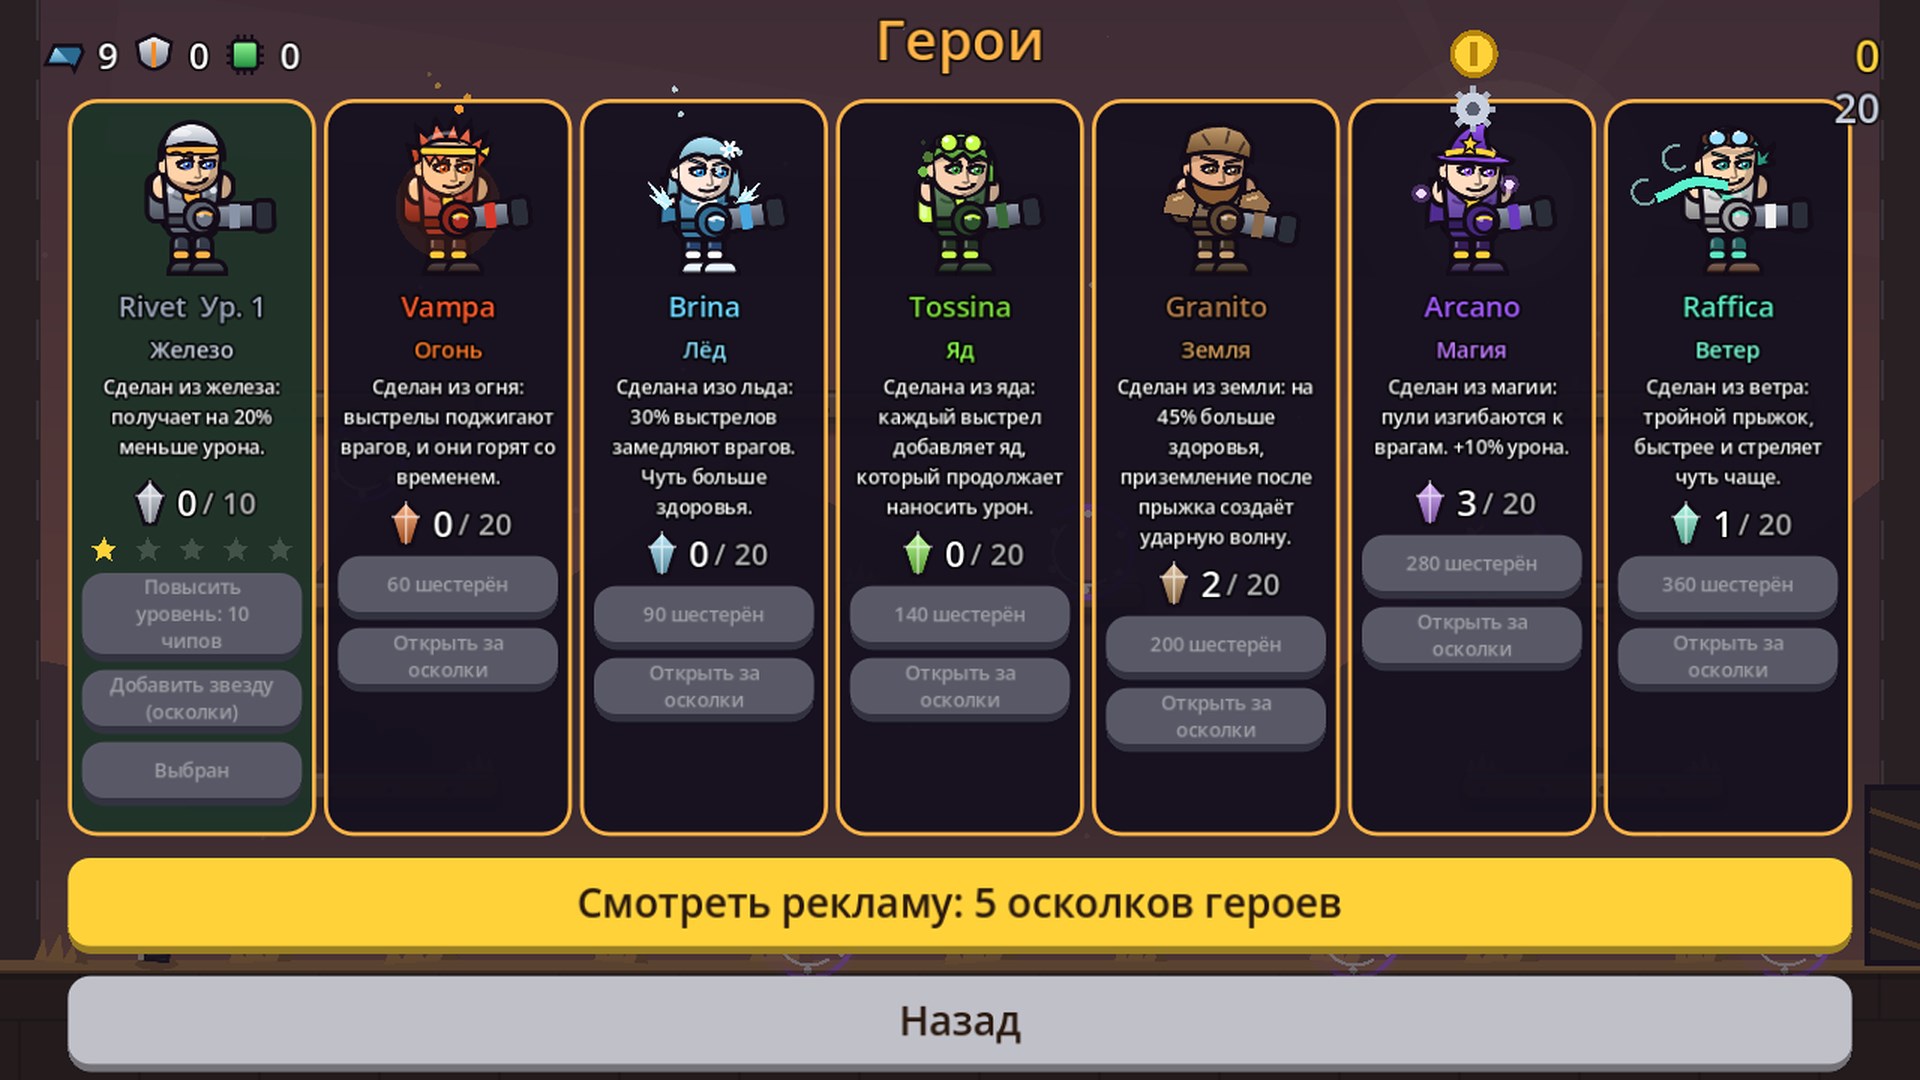 Герои
9 0 0
0
20
Rivet Ур. 1
Железо
Сделан из железа:
получает на 20%
меньше урона.
0 / 10
Повысить
уровень: 10
чипов
Добавить звезду
(осколки)
Выбран
Vampa
Огонь
Сделан из огня:
выстрелы поджигают
врагов, и они горят со
временем.
0 / 20
60 шестерён
Открыть за
осколки
Brina
Лёд
Сделана изо льда:
30% выстрелов
замедляют врагов.
Чуть больше
здоровья.
0 / 20
90 шестерён
Открыть за
осколки
Tossina
Яд
Сделана из яда:
каждый выстрел
добавляет яд,
который продолжает
наносить урон.
0 / 20
140 шестерён
Открыть за
осколки
Granito
Земля
Сделан из земли: на
45% больше
здоровья,
приземление после
прыжка создаёт
ударную волну.
2 / 20
200 шестерён
Открыть за
осколки
Arcano
Магия
Сделан из магии:
пули изгибаются к
врагам. +10% урона.
3 / 20
280 шестерён
Открыть за
осколки
Raffica
Ветер
Сделан из ветра:
тройной прыжок,
быстрее и стреляет
чуть чаще.
1 / 20
360 шестерён
Открыть за
осколки
Смотреть рекламу: 5 осколков героев
Назад